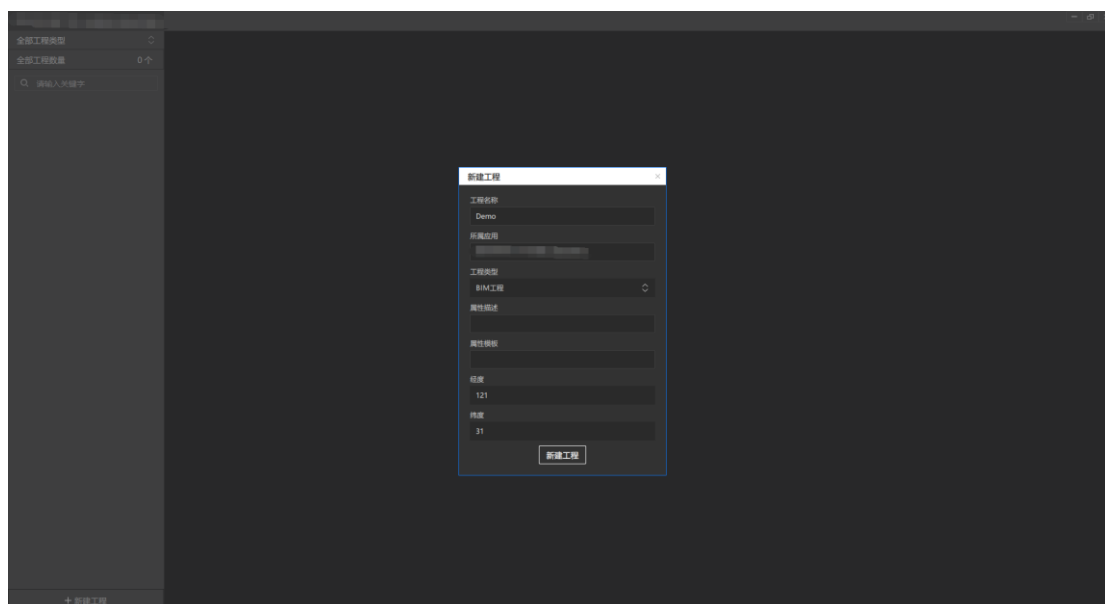 全部工程类型
全部工程数量 0 个
请输入关键字
新建工程
工程名称
Demo
所属应用
工程类型
BIM工程
属性描述
属性模板
经度
121
纬度
31
新建工程
+ 新建工程